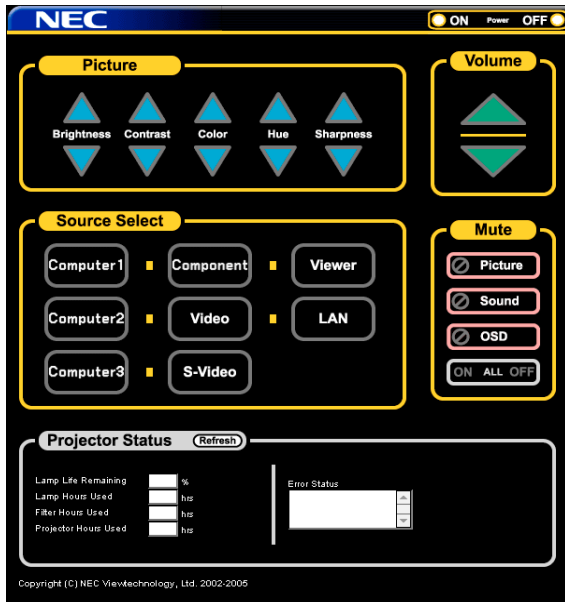 NEC
ON Power OFF
Picture
Brightness Contrast Color Hue Sharpness
Volume
Source Select
Computer1 Component Viewer
Computer2 Video LAN
Computer3 S-Video
Mute
Picture
Sound
OSD
ON ALL OFF
Projector Status Refresh
Lamp Life Remaining %
Lamp Hours Used hrs
Filter Hours Used hrs
Projector Hours Used hrs
Error Status
Copyright (C) NEC Viewtechnology, Ltd. 2002-2005